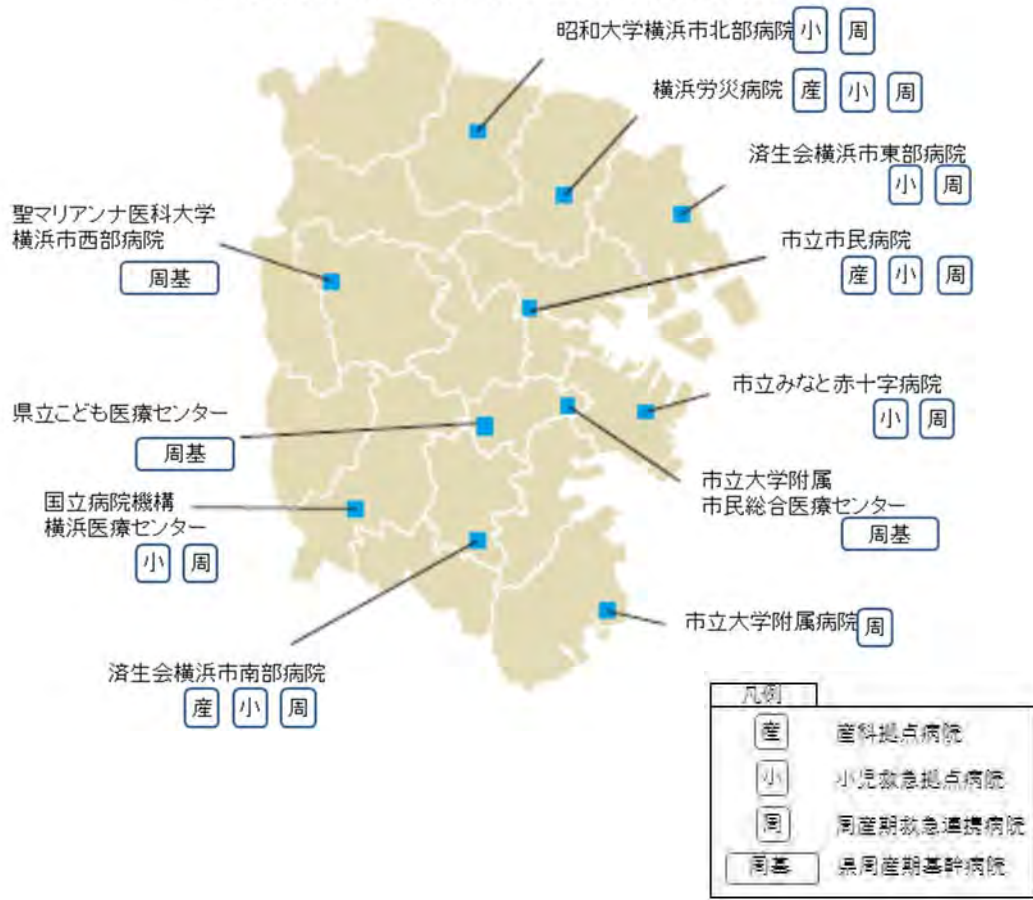 昭和大学横浜市北部病院 小 周
横浜労災病院 産 小 周
済生会横浜市東部病院
小 周
聖マリアンナ医科大学
横浜市西部病院
周基
市立市民病院
産 小 周
市立みなと赤十字病院
小 周
県立こども医療センター
周基
市立大学附属
市民総合医療センター
周基
国立病院機構
横浜医療センター
小 周
市立大学附属病院 周
済生会横浜市南部病院
産 小 周
凡例
産 産科拠点病院
小 小児救急拠点病院
周 周産期救急連携病院
周基 県周産期基幹病院